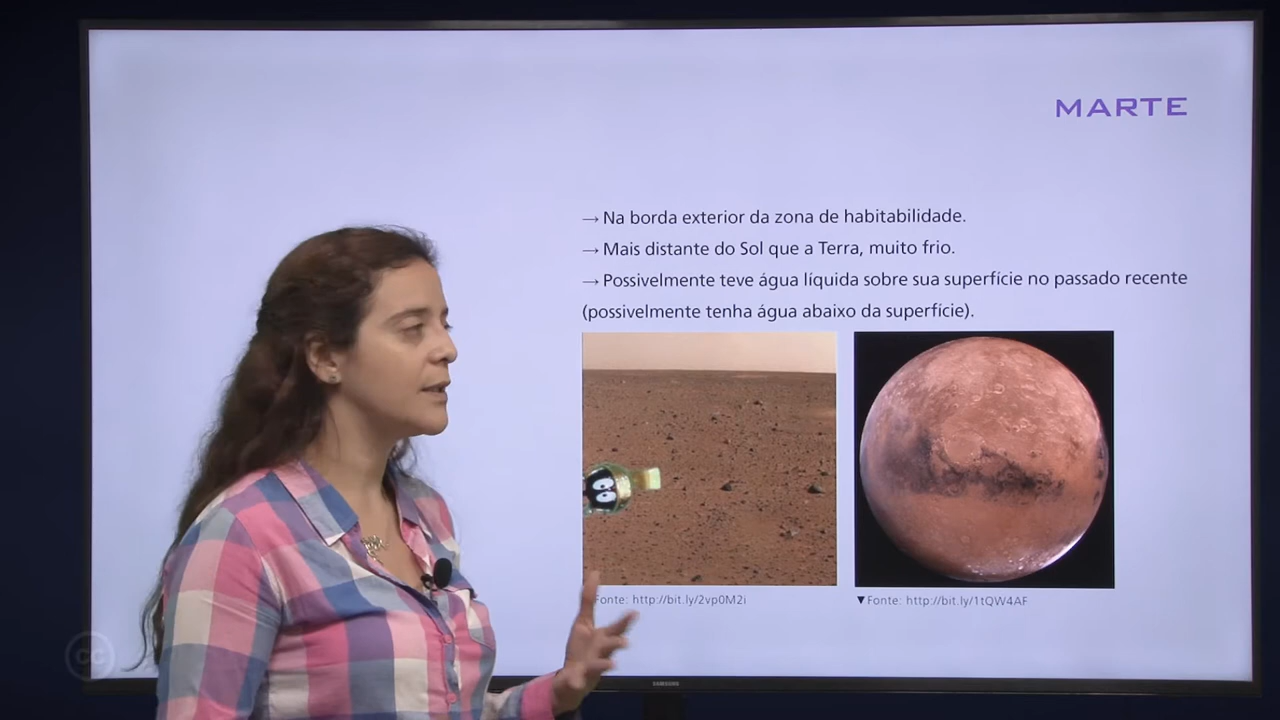 MARTE
→ Na borda exterior da zona de habitabilidade.
→ Mais distante do Sol que a Terra, muito frio.
→ Possivelmente teve água líquida sobre sua superfície no passado recente
(possivelmente tenha água abaixo da superfície).
Fonte: http://bit.ly/2vp0M2i
▼Fonte: http://bit.ly/1tQW4AF
SAMSUNG
cc